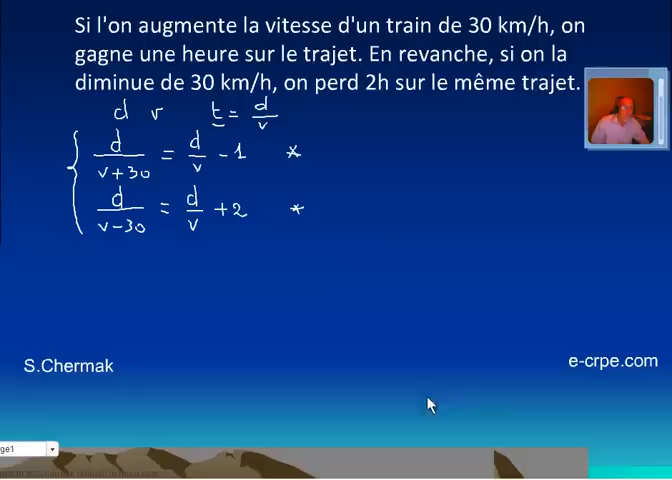 Si l'on augmente la vitesse d'un train de 30 km/h, on
gagne une heure sur le trajet. En revanche, si on la
diminue de 30 km/h, on perd 2h sur le même trajet.
d v t = d/v
d/(v+30) = d/v - 1 *
d/(v-30) = d/v + 2 *
S.Chermak
e-crpe.com
ge1